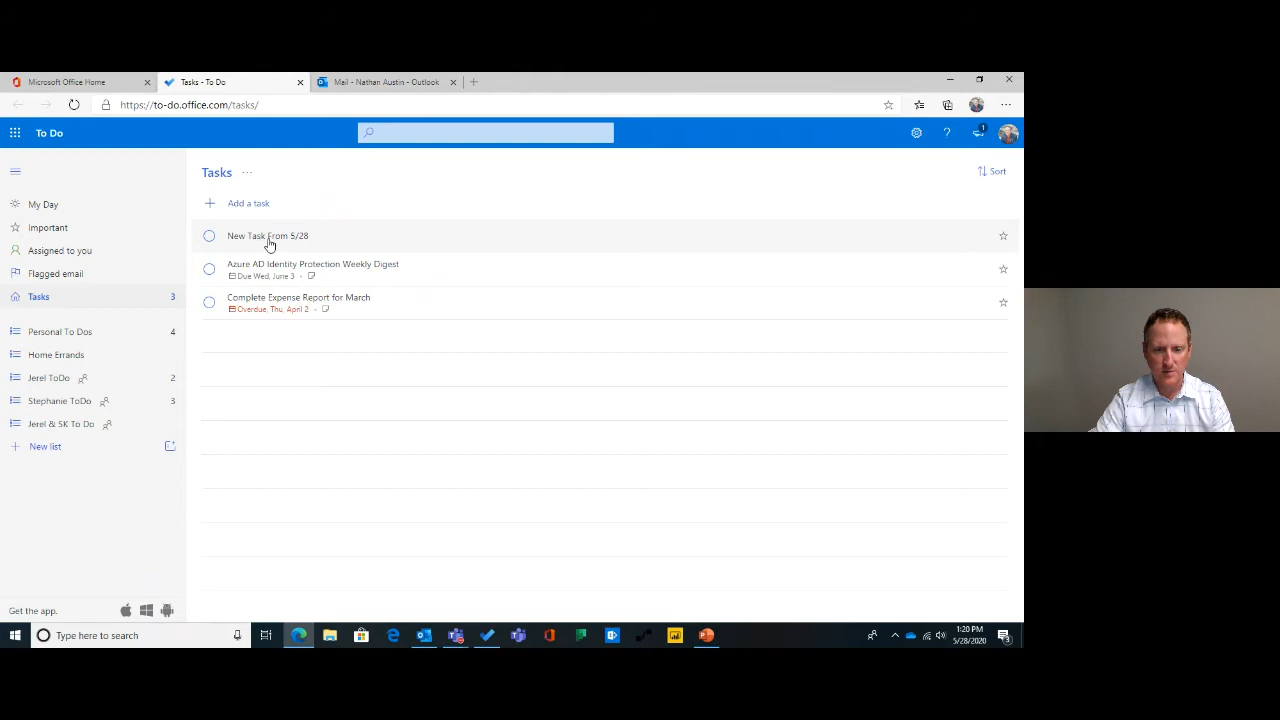 Microsoft Office Home
Tasks - To Do
Mail - Nathan Austin - Outlook
https://to-do.office.com/tasks/
To Do
?
1
Tasks ...
Sort
Add a task
New Task From 5/28
Azure AD Identity Protection Weekly Digest
Due Wed, June 3
Complete Expense Report for March
Overdue, Thu, April 2
My Day
Important
Assigned to you
Flagged email
Tasks 3
Personal To Dos 4
Home Errands
Jerel ToDo 2
Stephanie ToDo 3
Jerel & SK To Do
New list
Get the app.
Type here to search
1:20 PM
5/28/2020
3